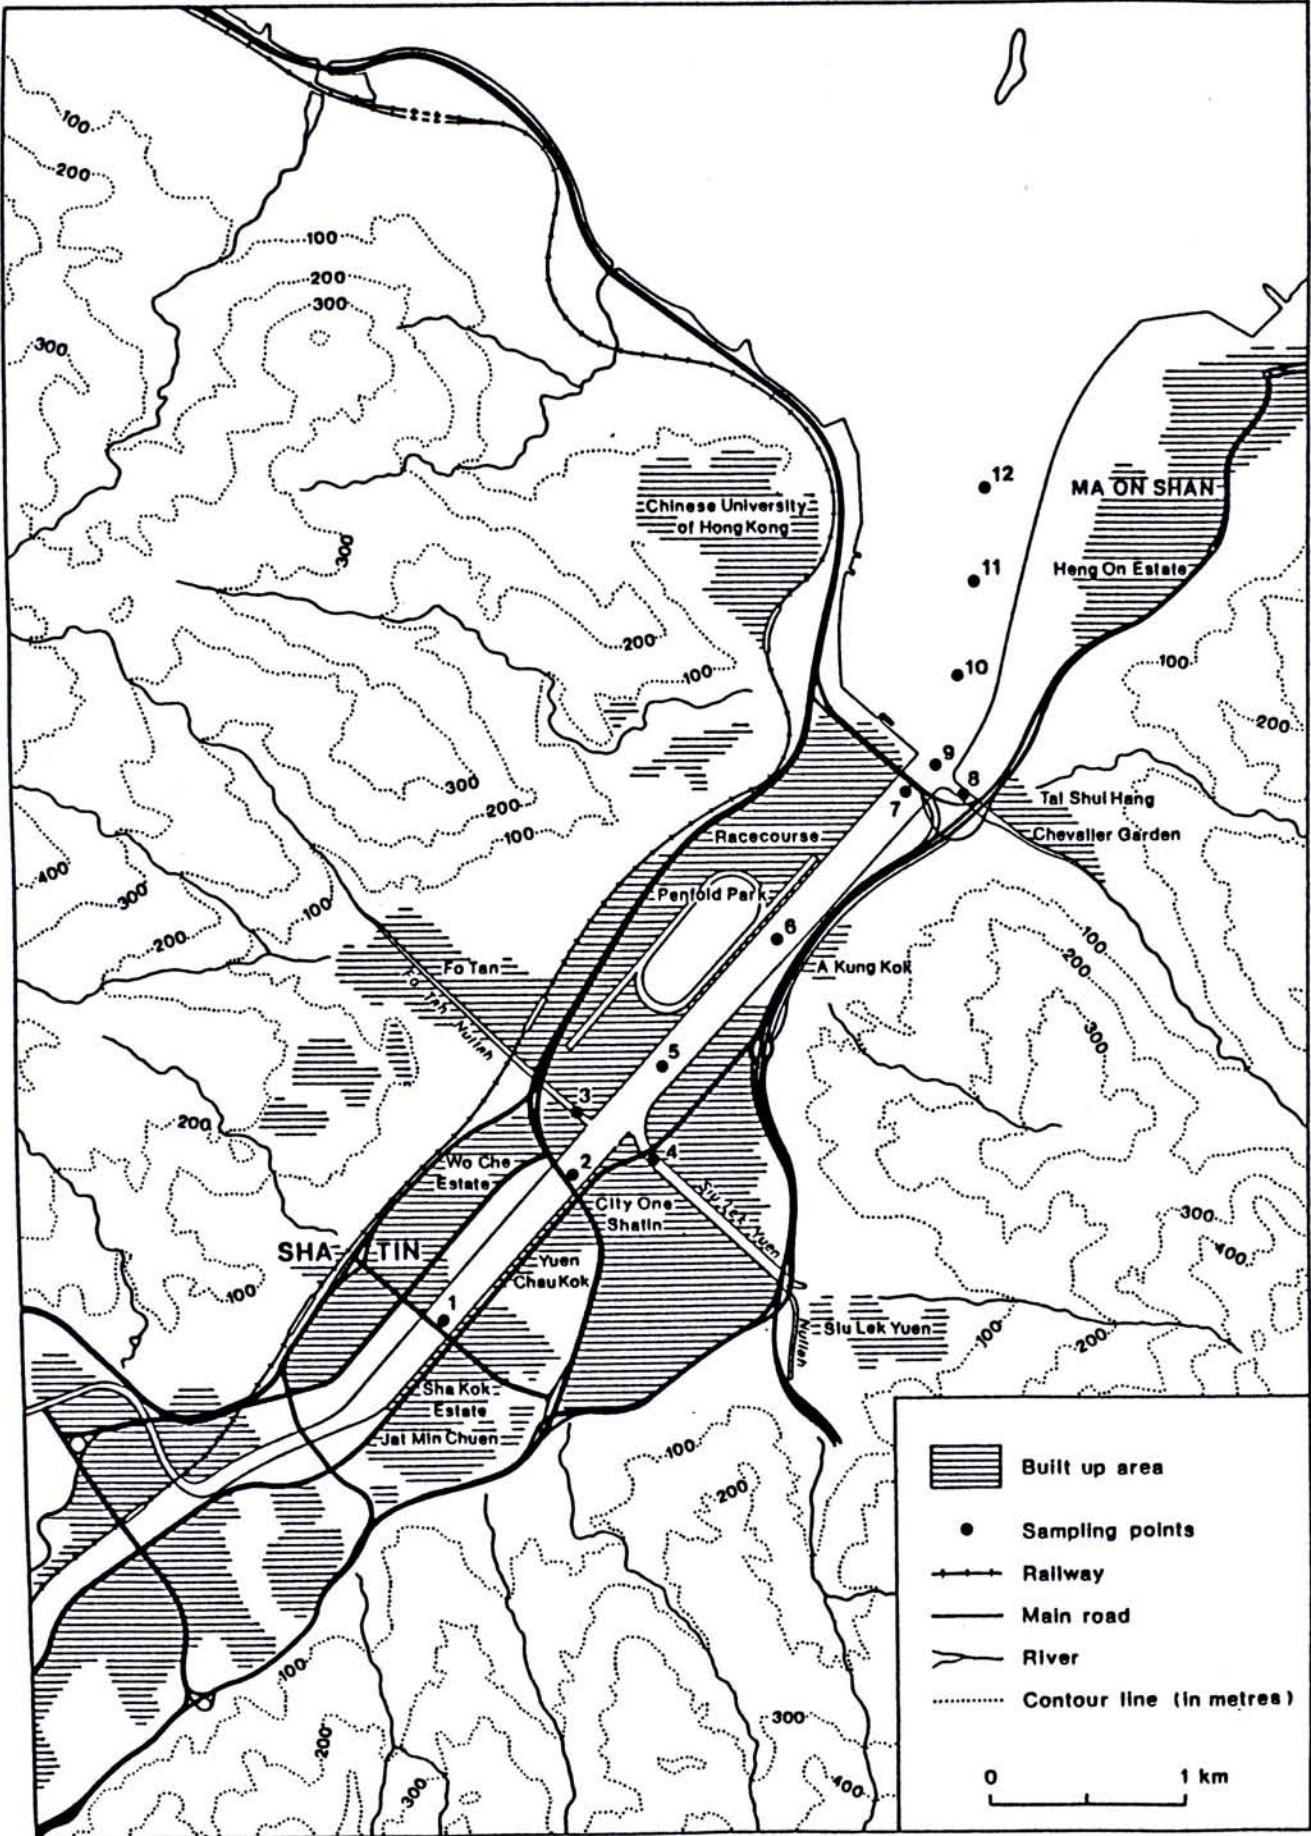 100
200
100
200
300
300
12
Chinese University
of Hong Kong
MA ON SHAN
300
11
Heng On Estate
200
100
10
100
200
9
8
300
200
7
Tai Shui Hang
100
Racecourse
Chevalier Garden
400
300
Penfold Park
100
6
100
200
Fo Tan
A Kung Kok
200
Fo Tan Nullah
300
5
3
200
4
Wo Che
Estate
2
Siu Lek Yuen
City One
Shatin
300
SHA TIN
400
Yuen
Chau Kok
100
1
Nullah
Siu Lek Yuen
100
200
Sha Kok
Estate
Jat Min Chuen
100
Built up area
200
Sampling points
Railway
Main road
River
100
Contour line (in metres)
300
200
0
1 km
300
400